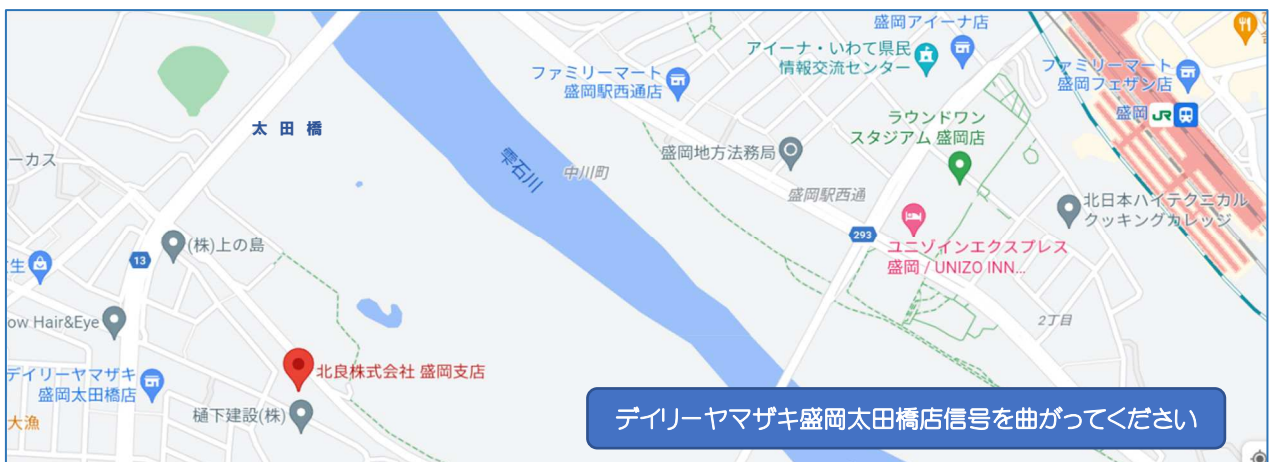 盛岡アイーナ店
アイーナ・いわて県民
情報交流センター
ファミリーマート
盛岡駅西通店
ファミリーマート
盛岡フェザン店
盛岡 JR
ラウンドワン
スタジアム 盛岡店
太田橋
盛岡地方法務局
ーカス
雫石川
中川町
盛岡駅西通
北日本ハイテクニカル
クッキングカレッジ
(株)上の島
13
293
ユニゾインエクスプレス
盛岡 / UNIZO INN...
生
ow Hair&Eye
2丁目
デイリーヤマザキ
盛岡太田橋店
北良株式会社 盛岡支店
大漁
樋下建設(株)
デイリーヤマザキ盛岡太田橋店信号を曲がってください